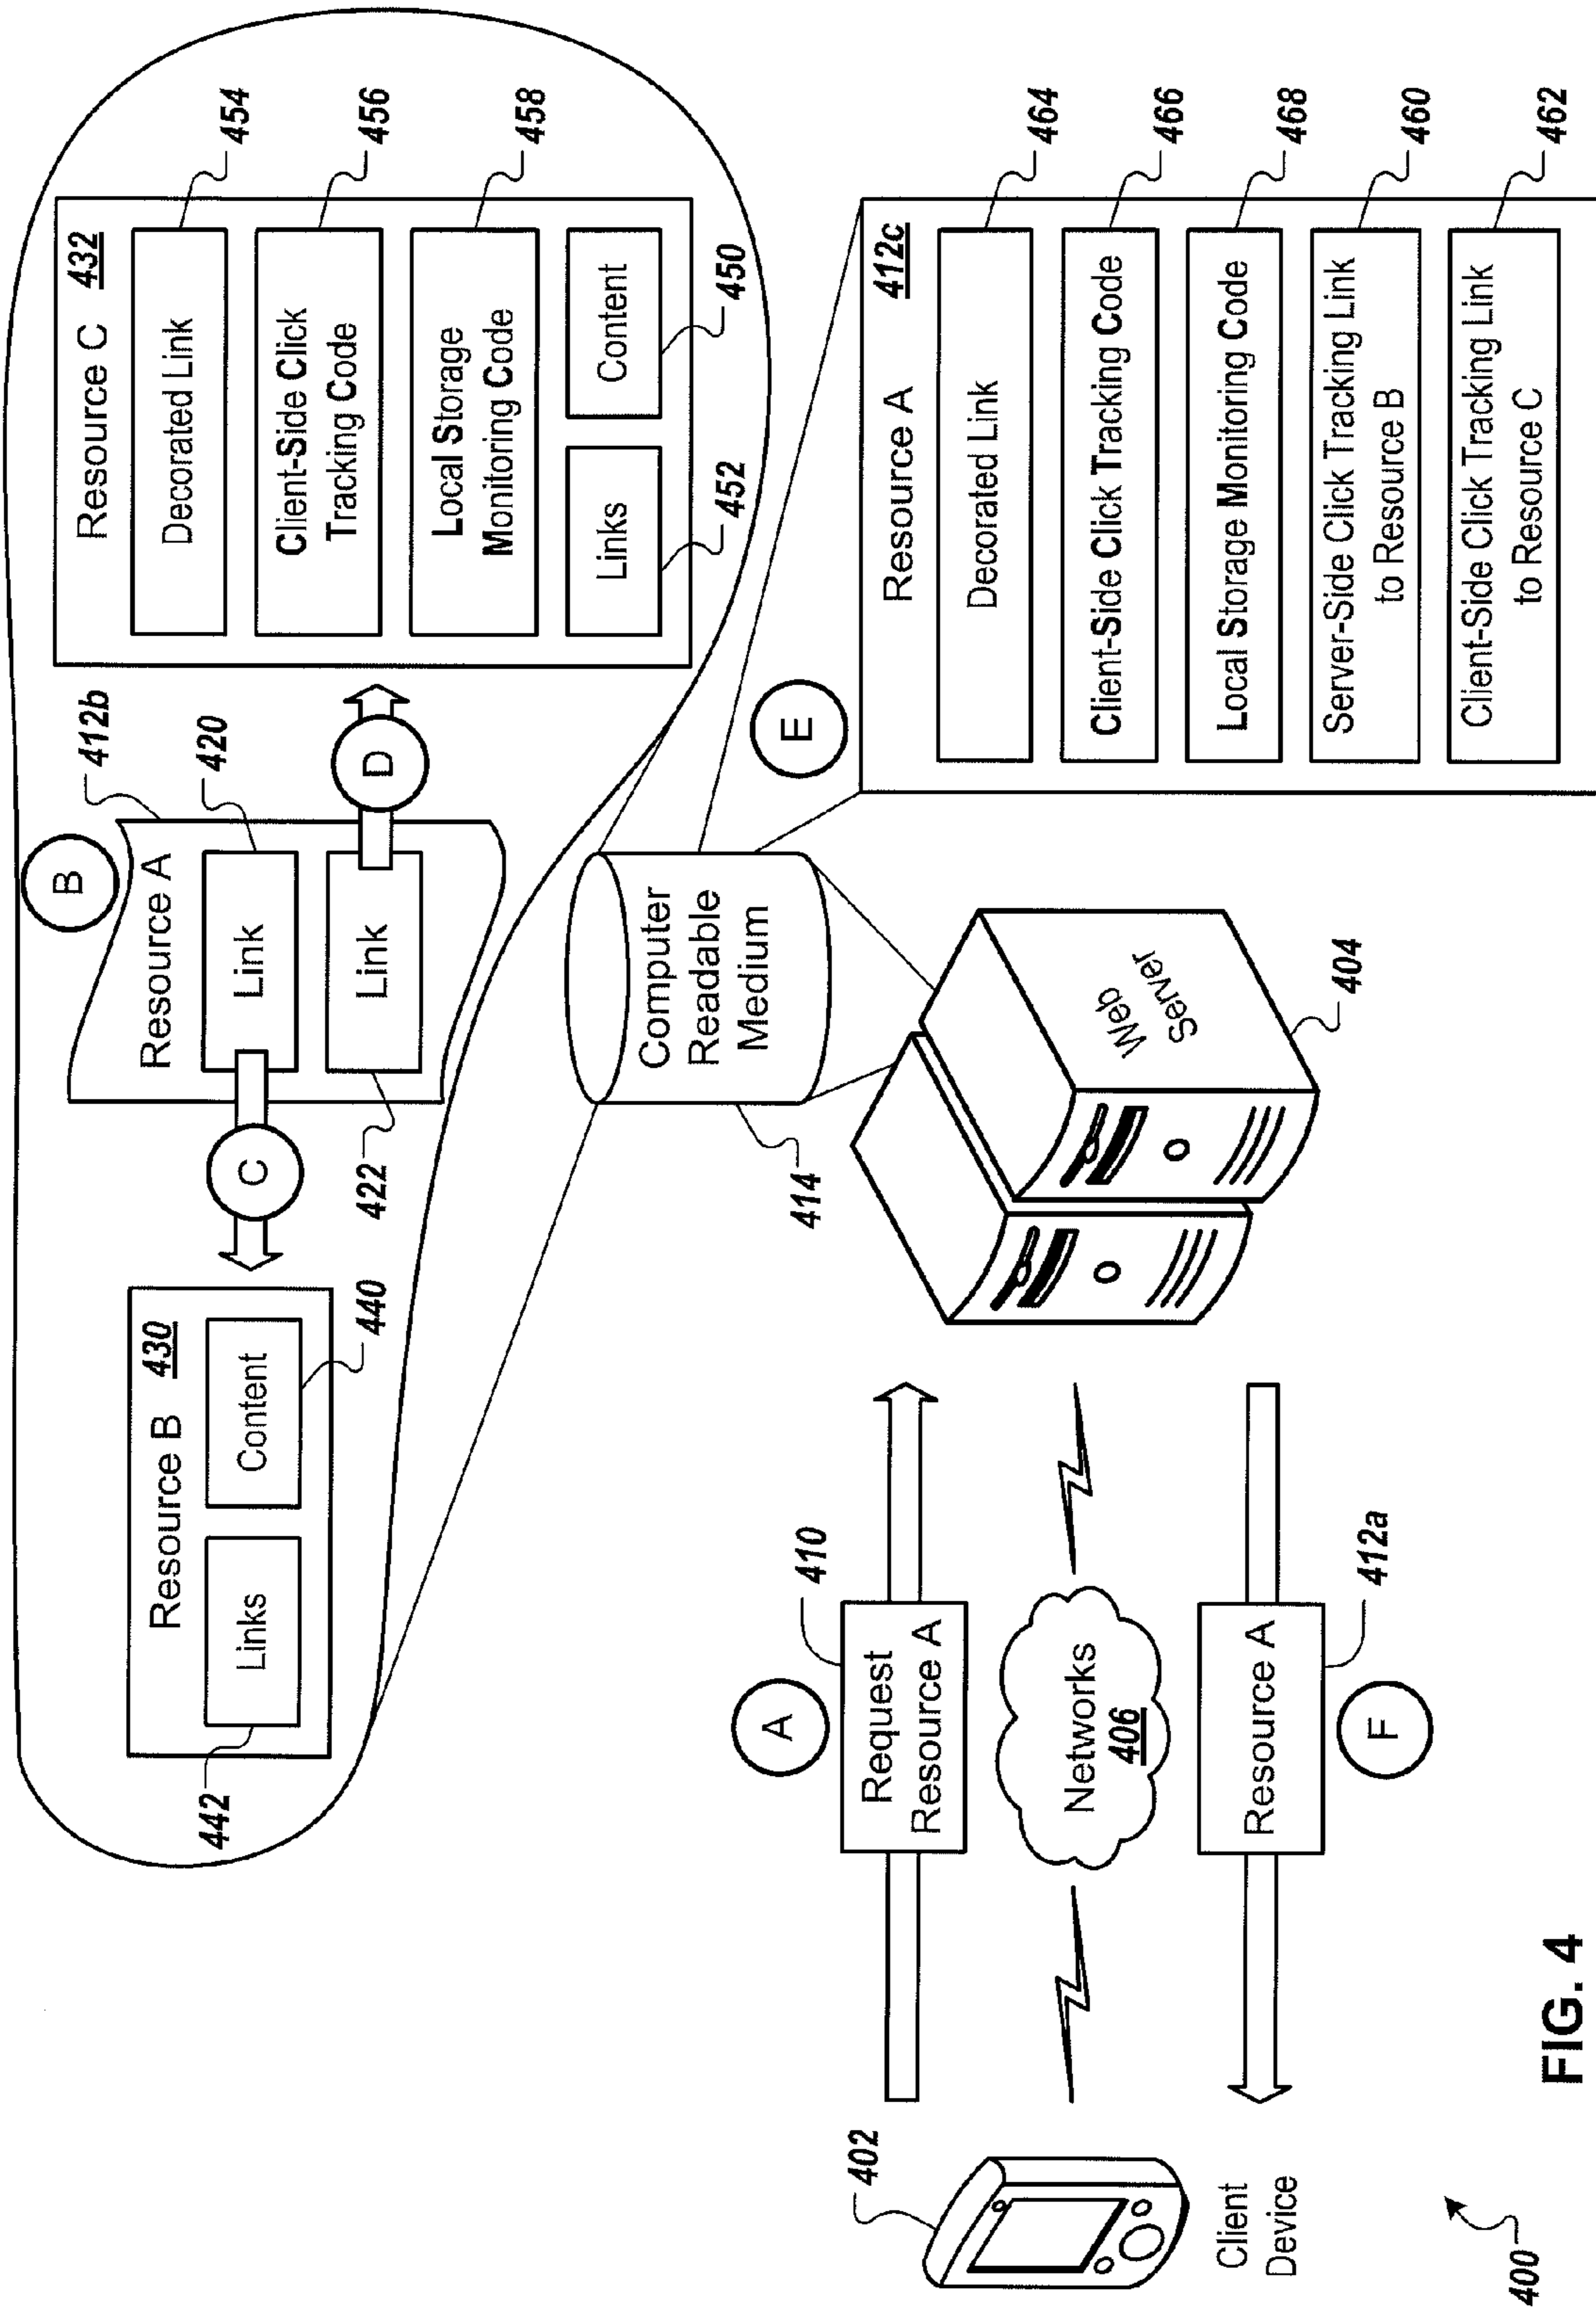 B
412b
Resource A
420
Link
Link
422
C
D
Resource B 430
Links
Content
442
440
Resource C 432
Decorated Link
454
Client-Side Click
Tracking Code
456
Local Storage
Monitoring Code
458
Links
Content
452
450
A
410
Request
Resource A
Computer
Readable
Medium
414
E
Resource A 412c
Decorated Link
464
Client-Side Click Tracking Code
466
Local Storage Monitoring Code
468
Server-Side Click Tracking Link
to Resource B
460
Client-Side Click Tracking Link
to Resource C
462
402
Client
Device
Networks
406
Web
Server
404
Resource A
412a
F
400
FIG. 4